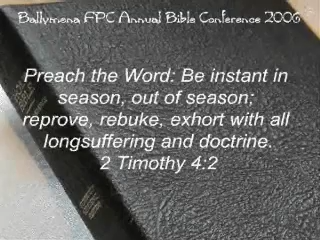 Ballymena FPC Annual Bible Conference 2006
Preach the Word: Be instant in
season, out of season;
reprove, rebuke, exhort with all
longsuffering and doctrine.
2 Timothy 4:2